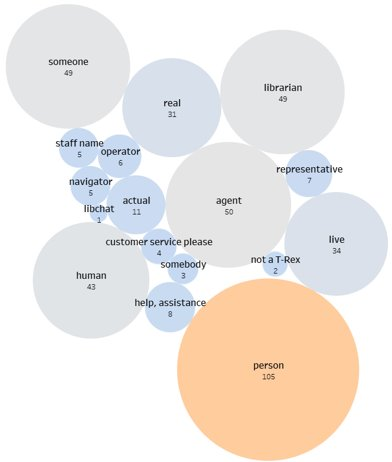 someone
49
real
31
librarian
49
staff name
5
operator
6
representative
7
navigator
5
actual
11
agent
50
libchat
1
customer service please
4
live
34
somebody
3
not a T-Rex
2
human
43
help, assistance
8
person
105